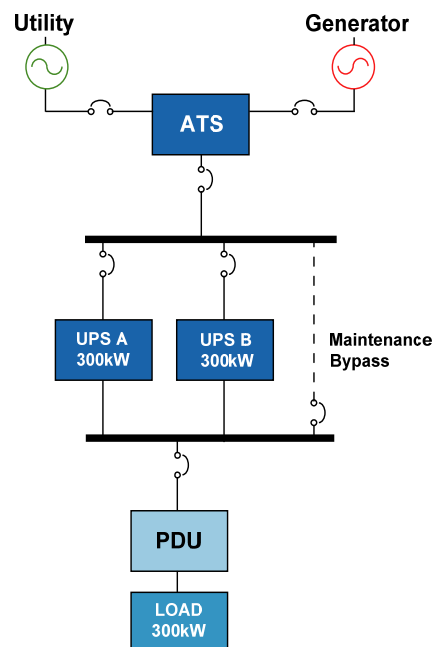 Utility
Generator
ATS
UPS A
300kW
UPS B
300kW
Maintenance
Bypass
PDU
LOAD
300kW